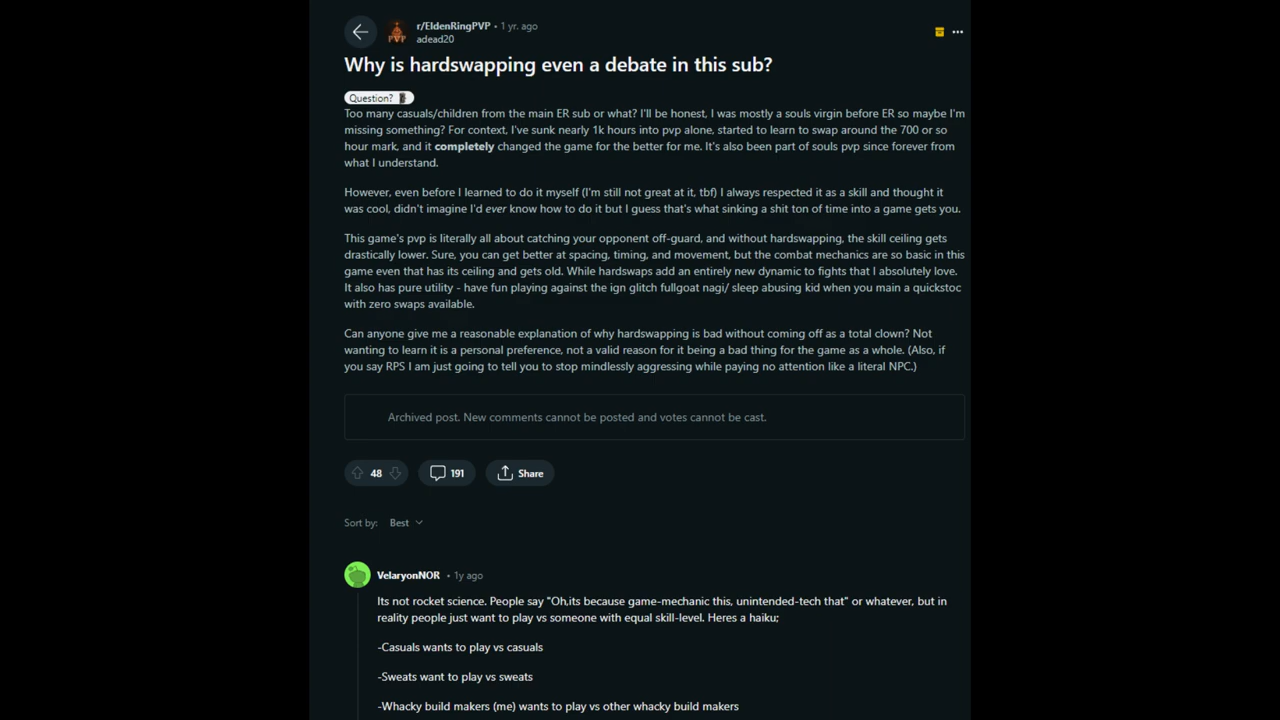 r/EldenRingPVP • 1 yr. ago
adead20
Why is hardswapping even a debate in this sub?
Question?
Too many casuals/children from the main ER sub or what? I'll be honest, I was mostly a souls virgin before ER so maybe I'm
missing something? For context, I've sunk nearly 1k hours into pvp alone, started to learn to swap around the 700 or so
hour mark, and it completely changed the game for the better for me. It's also been part of souls pvp since forever from
what I understand.
However, even before I learned to do it myself (I'm still not great at it, tbf) I always respected it as a skill and thought it
was cool, didn't imagine I'd ever know how to do it but I guess that's what sinking a shit ton of time into a game gets you.
This game's pvp is literally all about catching your opponent off-guard, and without hardswapping, the skill ceiling gets
drastically lower. Sure, you can get better at spacing, timing, and movement, but the combat mechanics are so basic in this
game even that has its ceiling and gets old. While hardswaps add an entirely new dynamic to fights that I absolutely love.
It also has pure utility - have fun playing against the ign glitch fullgoat nagi/ sleep abusing kid when you main a quickstoc
with zero swaps available.
Can anyone give me a reasonable explanation of why hardswapping is bad without coming off as a total clown? Not
wanting to learn it is a personal preference, not a valid reason for it being a bad thing for the game as a whole. (Also, if
you say RPS I am just going to tell you to stop mindlessly aggressing while paying no attention like a literal NPC.)
Archived post. New comments cannot be posted and votes cannot be cast.
48 191 Share
Sort by: Best
VelaryonNOR • 1y ago
Its not rocket science. People say "Oh,its because game-mechanic this, unintended-tech that" or whatever, but in
reality people just want to play vs someone with equal skill-level. Heres a haiku;
-Casuals wants to play vs casuals
-Sweats want to play vs sweats
-Whacky build makers (me) wants to play vs other whacky build makers